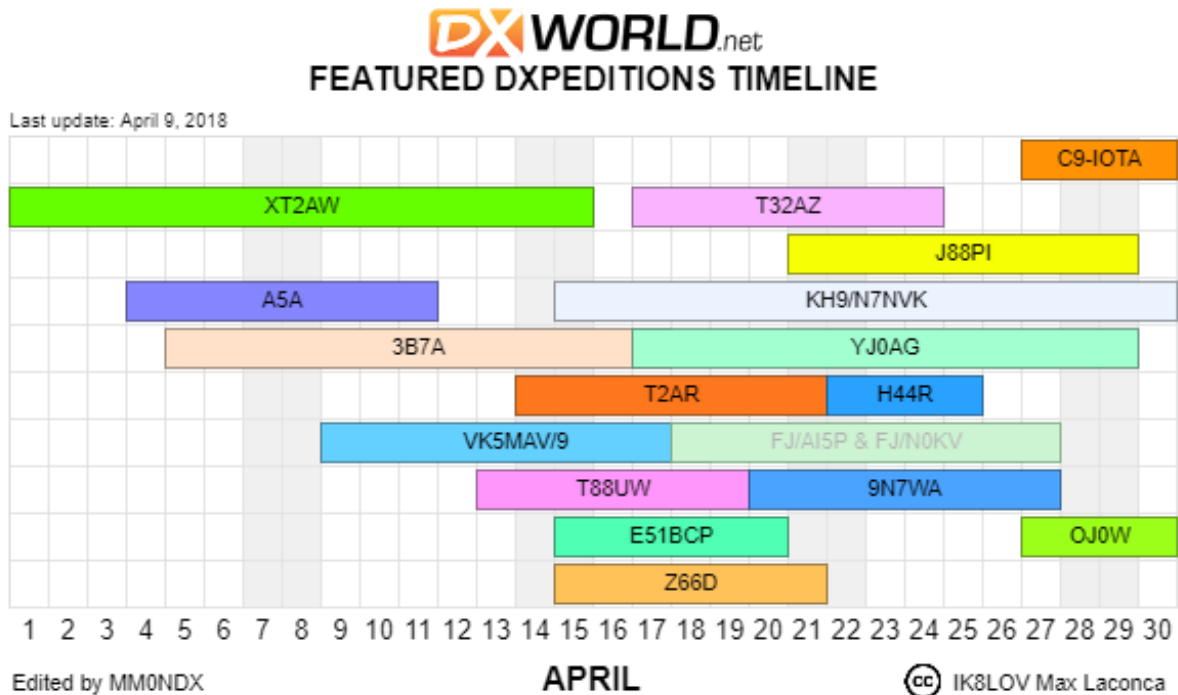 DXWORLD.net
FEATURED DXPEDITIONS TIMELINE
Last update: April 9, 2018
C9-IOTA
XT2AW T32AZ
J88PI
A5A KH9/N7NVK
3B7A YJ0AG
T2AR H44R
VK5MAV/9 FJ/AI5P & FJ/N0KV
T88UW 9N7WA
E51BCP OJ0W
Z66D
1 2 3 4 5 6 7 8 9 10 11 12 13 14 15 16 17 18 19 20 21 22 23 24 25 26 27 28 29 30
Edited by MM0NDX APRIL cc IK8LOV Max Laconca